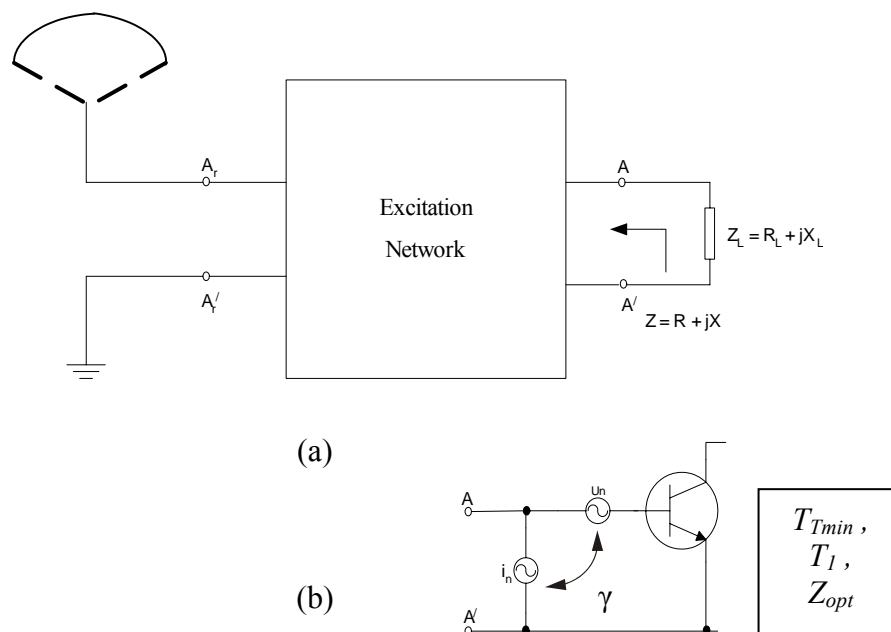 A_r
A
Excitation
Network
Z_L = R_L + jX_L
A_r^/
A^/
Z = R + jX
(a)
A
Un
T_Tmin ,
T_1 ,
i_n
Z_opt
(b)
γ
A^/